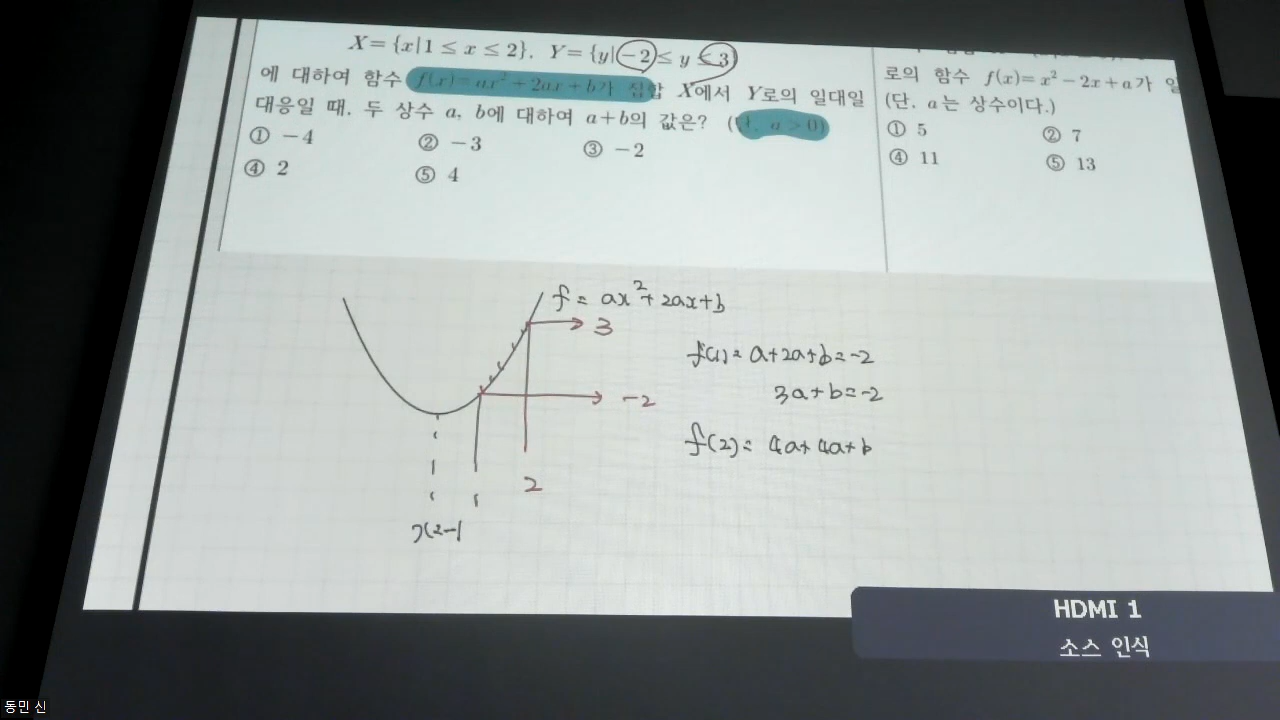 X={x|1≤x≤2}. Y={y|-2≤y≤3}
에 대하여 함수 f(x)=ax²+2ax+b가 집합 X에서 Y로의 일대일
대응일 때, 두 상수 a, b에 대하여 a+b의 값은? (단, a>0)
① -4
② -3
③ -2
④ 2
⑤ 4
로의 함수 f(x)=x²-2x+a가
(단. a는 상수이다.)
① 5
② 7
④ 11
⑤ 13
f= ax²+2ax+b
3
-2
1
2
x=-1
f(1)= a+2a+b=-2
3a+b=-2
f(2)= 4a+4a+b
HDMI 1
소스 인식
동민 신